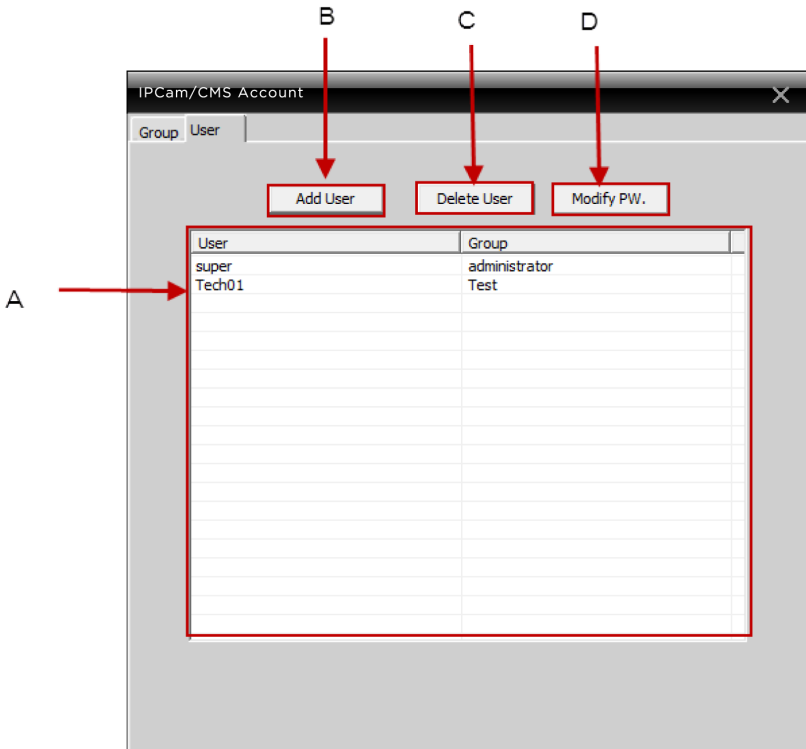 B C D
IPCam/CMS Account
Group User
Add User Delete User Modify PW.
User Group
super administrator
A
Tech01 Test